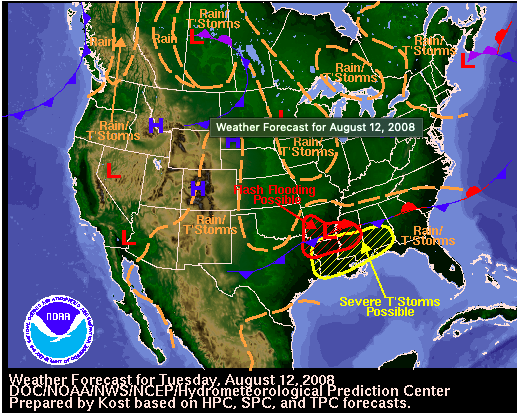 Rain/
T'Storms
Rain
Rain
L
Rain/
T'Storms
L
Rain/
T'Storms
Rain/
T'Storms
H
Weather Forecast for August 12, 2008
H
L
Rain/
T'Storms
L
H
Flash Flooding
Possible
Rain/
T'Storms
L
L
Rain/
T'Storms
Severe T'Storms
Possible
NOAA
Weather Forecast for Tuesday, August 12, 2008
DOC/NOAA/NWS/NCEP/Hydrometeorological Prediction Center
Prepared by Kost based on HPC, SPC, and TPC forecasts.